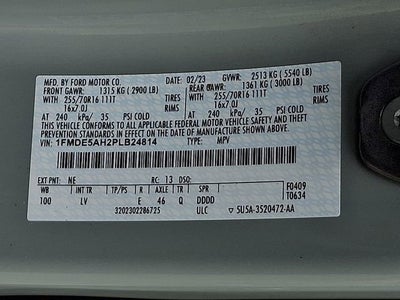 MFD. BY FORD MOTOR CO. 02/23 GVWR: 2513 KG (5540 LB)
FRONT GAWR: 1315 KG (2900 LB) REAR GAWR: 1361 KG (3000 LB)
WITH 255/70R16 111T TIRES WITH 255/70R16 111T TIRES
16x7.0J RIMS 16x7.0J RIMS
AT 240 kPa/ 35 PSI COLD AT 240 kPa/ 35 PSI COLD
THIS VEHICLE CONFORMS TO ALL APPLICABLE FEDERAL MOTOR VEHICLE
SAFETY AND THEFT PREVENTION STANDARDS IN EFFECT ON THE DATE OF
MANUFACTURE SHOWN ABOVE.
VIN: 1FMDE5AH2PLB24814 TYPE: MPV
EXT PNT: NE RC: 13 DSO:
WB INT TR TP/PS R AXLE TR SPR F0409
100 LV E 46 Q DDDD T0634
3202302286725 ULC ▽ 5U5A-3520472-AA